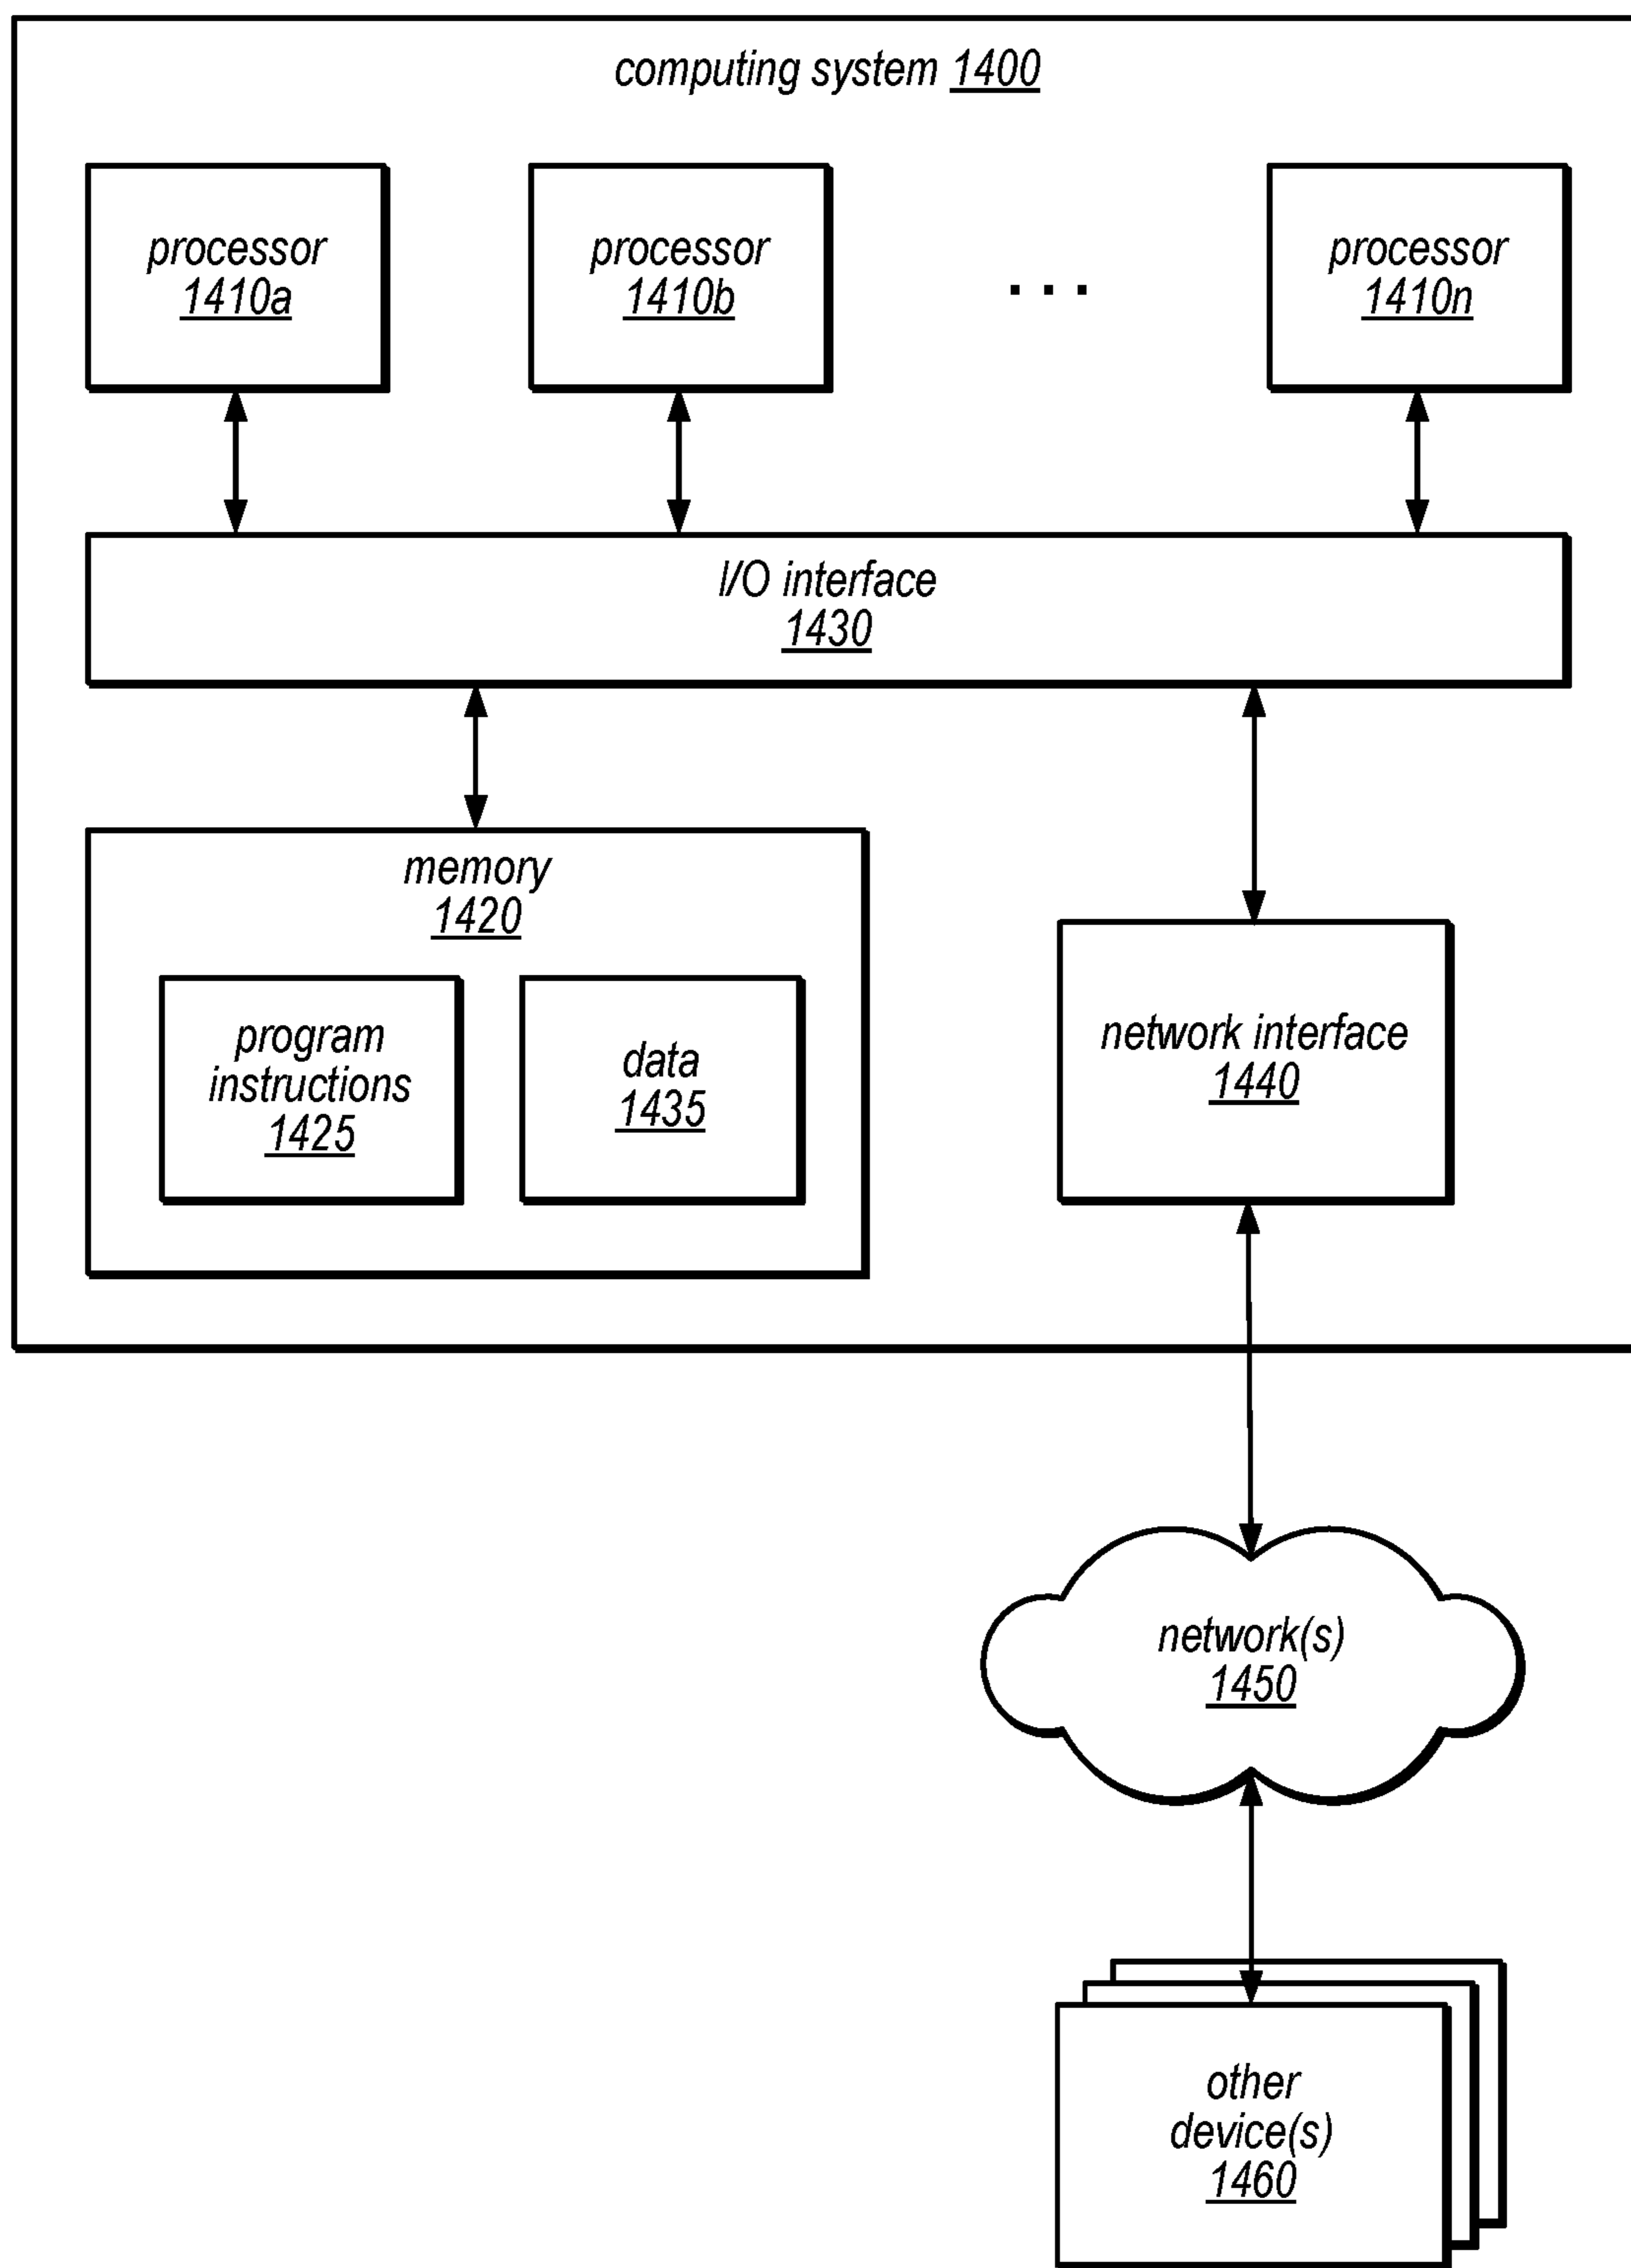 computing system 1400
processor
1410a
processor
1410b
. . .
processor
1410n
I/O interface
1430
memory
1420
program
instructions
1425
data
1435
network interface
1440
network(s)
1450
other
device(s)
1460